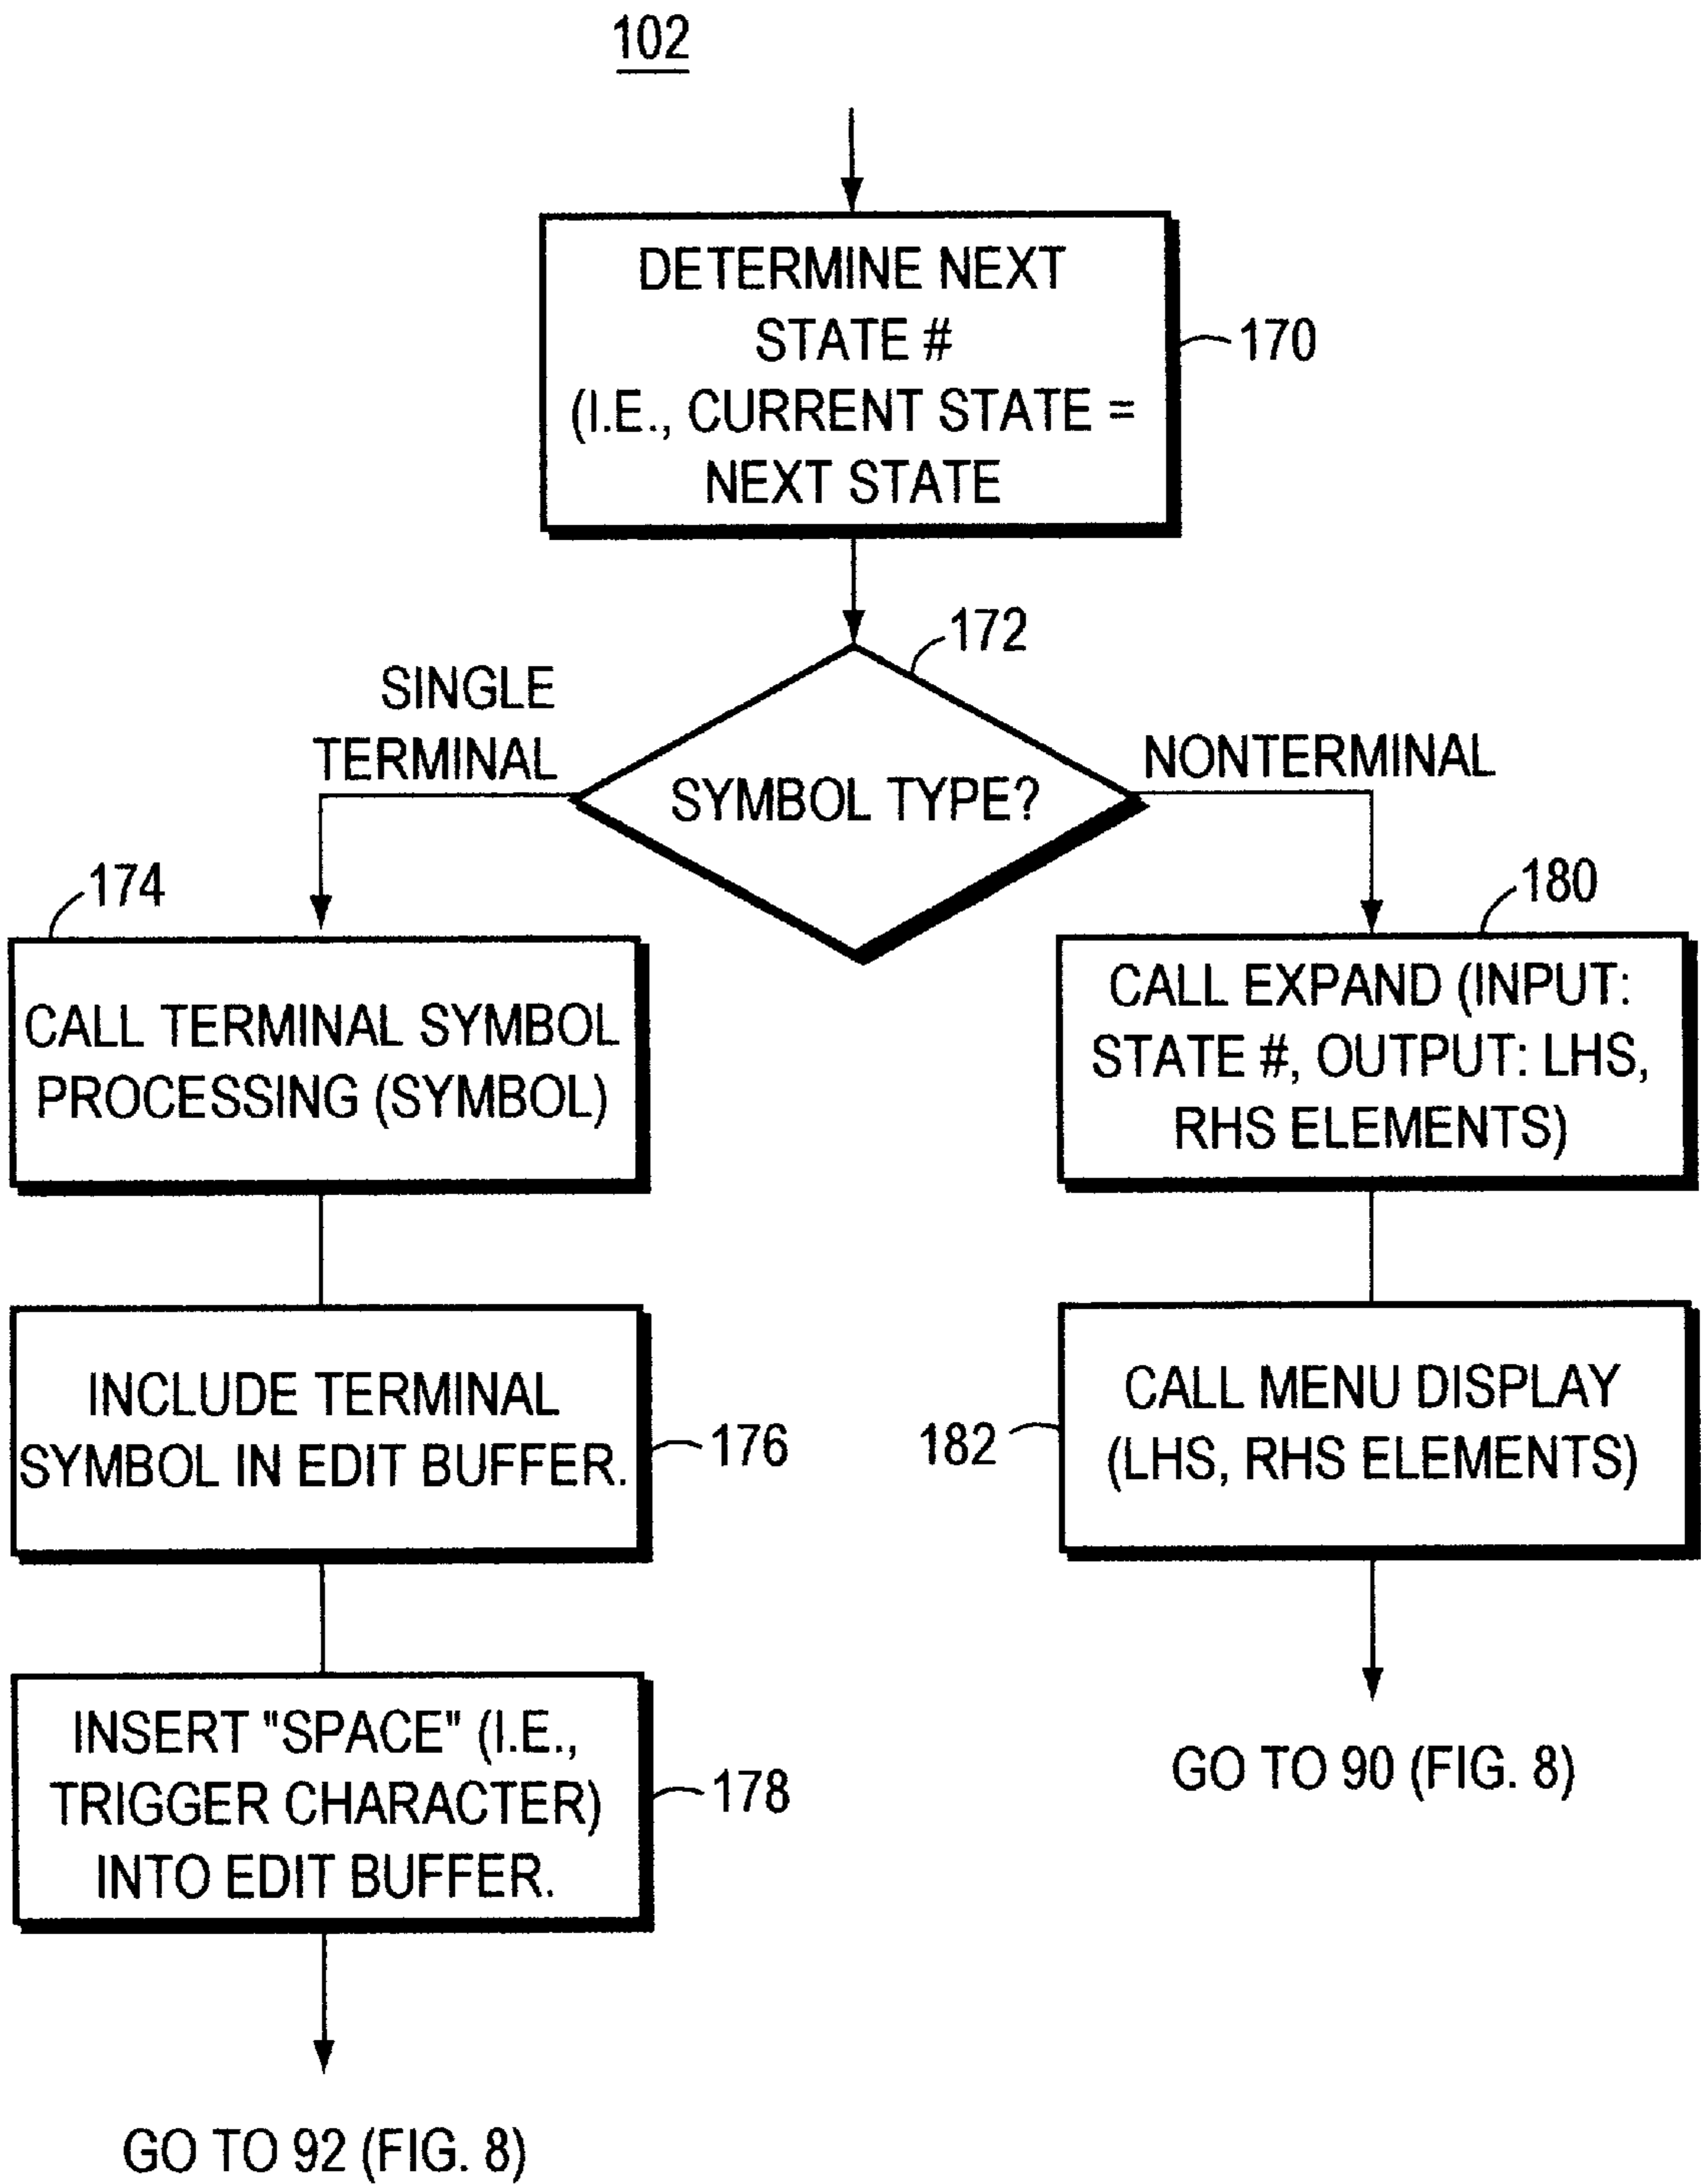 102
DETERMINE NEXT
STATE #
(I.E., CURRENT STATE =
NEXT STATE
170
172
SINGLE
TERMINAL
SYMBOL TYPE?
NONTERMINAL
174
CALL TERMINAL SYMBOL
PROCESSING (SYMBOL)
INCLUDE TERMINAL
SYMBOL IN EDIT BUFFER.
176
INSERT "SPACE" (I.E.,
TRIGGER CHARACTER)
INTO EDIT BUFFER.
178
GO TO 92 (FIG. 8)
180
CALL EXPAND (INPUT:
STATE #, OUTPUT: LHS,
RHS ELEMENTS)
182
CALL MENU DISPLAY
(LHS, RHS ELEMENTS)
GO TO 90 (FIG. 8)